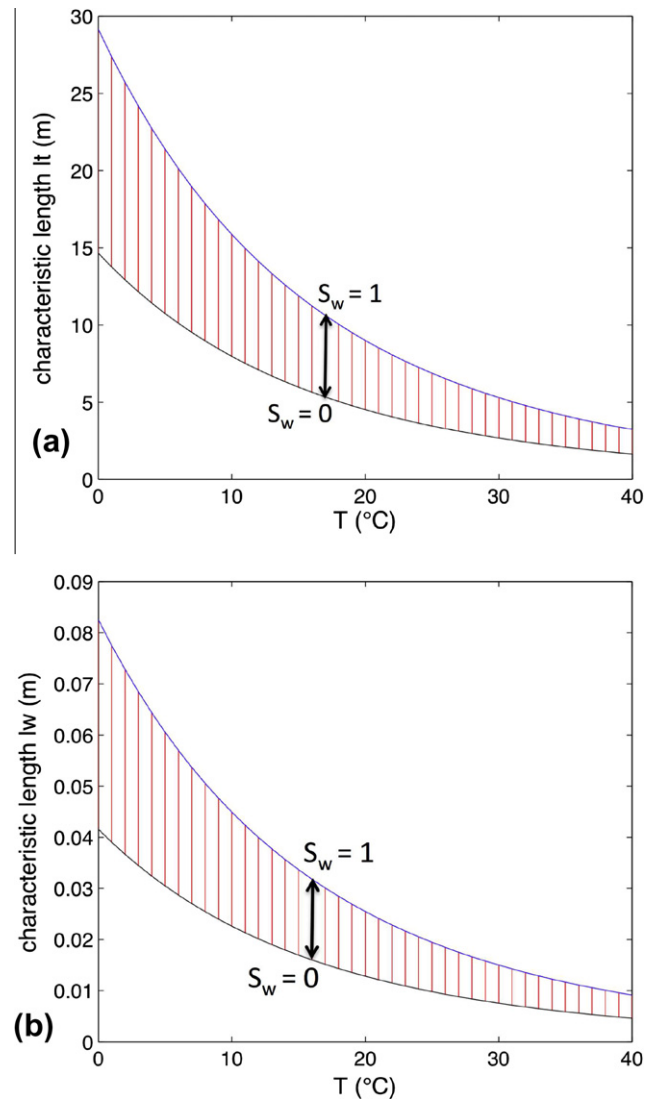 30
25
20
15
10
5
0
characteristic length lt (m)
S_w = 1
S_w = 0
(a)
0 10 20 30 40
T (°C)
0.09
0.08
0.07
0.06
0.05
0.04
0.03
0.02
0.01
0
characteristic length lw (m)
S_w = 1
S_w = 0
(b)
0 10 20 30 40
T (°C)